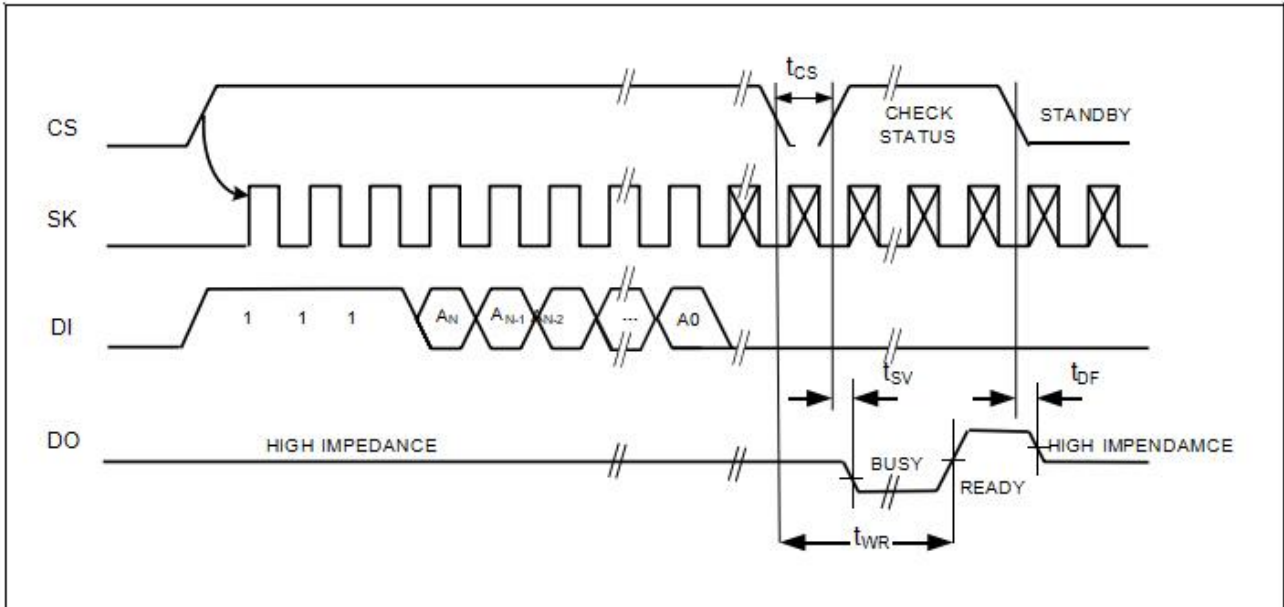 tCS
CS
CHECK
STATUS
STANDBY
SK
DI
1 1 1 AN AN-1 AN-2 ... A0
tSV
tDF
DO
HIGH IMPEDANCE
BUSY
READY
HIGH IMPENDAMCE
tWR